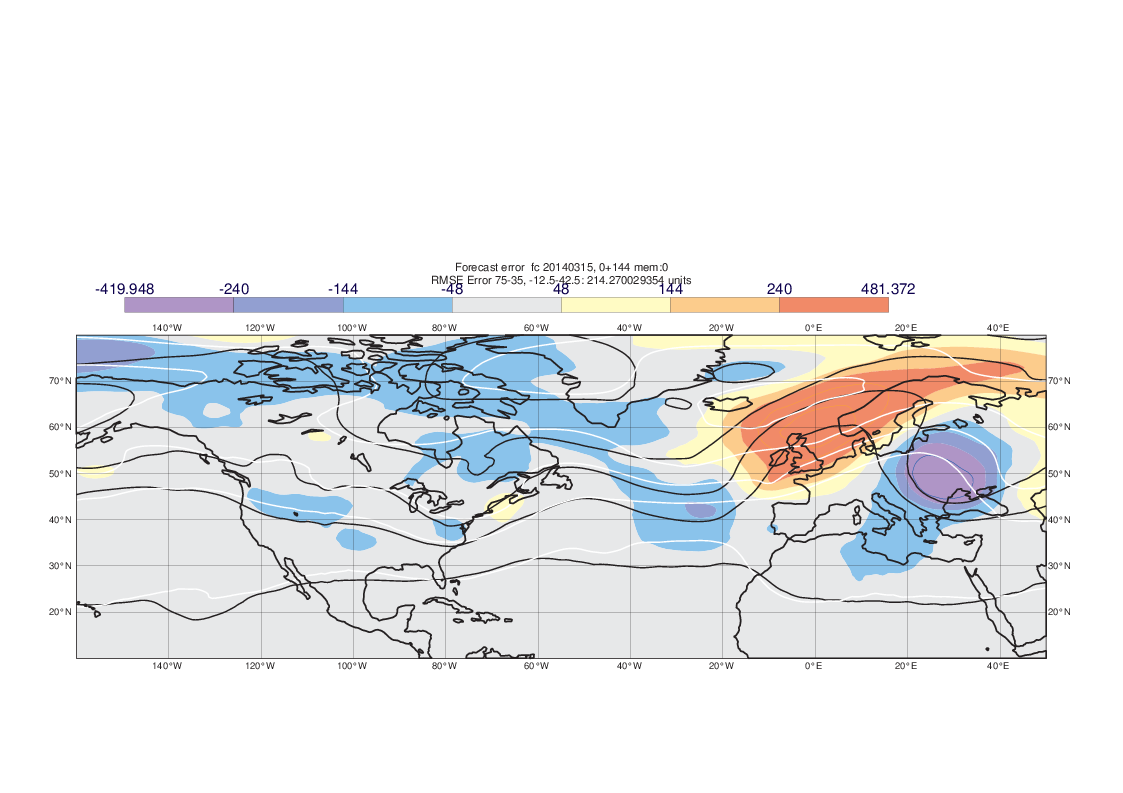 Forecast error  fc 20140315, 0+144 mem:0
RMSE Error 75-35, -12.5-42.5: 214.270029354 units
-419.948 -240 -144 -48 48 144 240 481.372
140°W 120°W 100°W 80°W 60°W 40°W 20°W 0°E 20°E 40°E
70°N 70°N
60°N 60°N
50°N 50°N
40°N 40°N
30°N 30°N
20°N 20°N
140°W 120°W 100°W 80°W 60°W 40°W 20°W 0°E 20°E 40°E